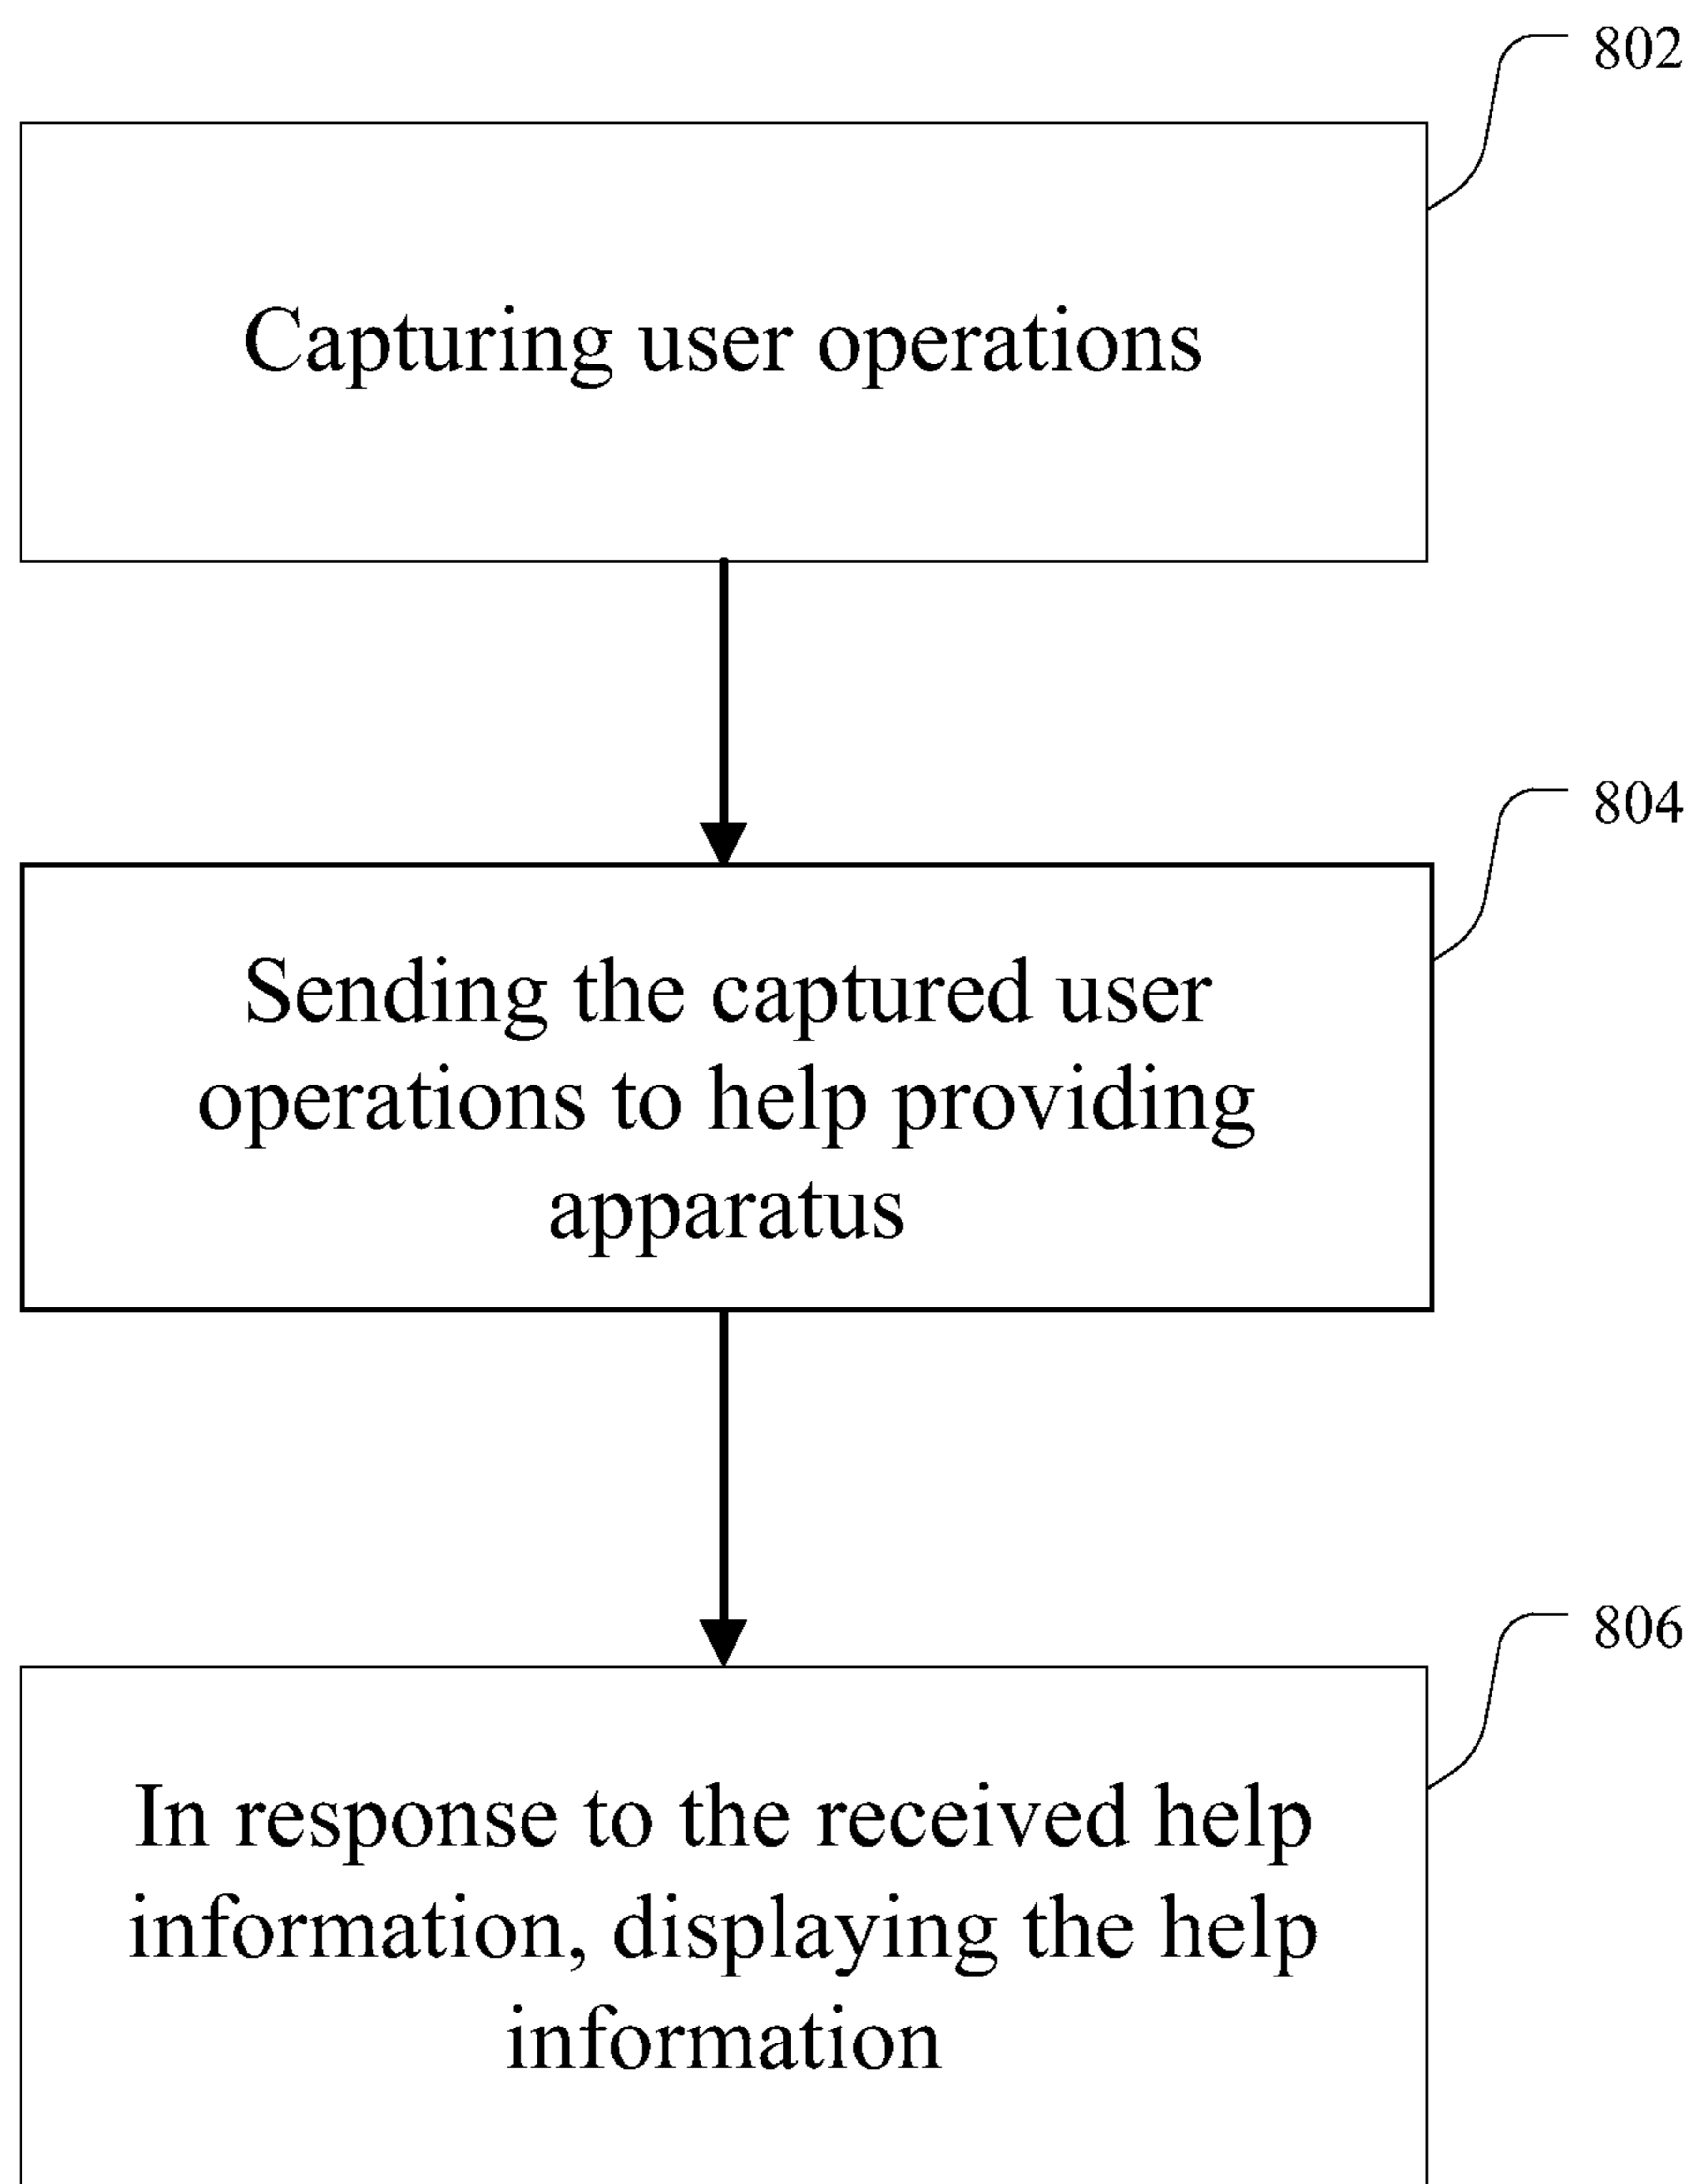 802
Capturing user operations
804
Sending the captured user
operations to help providing
apparatus
806
In response to the received help
information, displaying the help
information